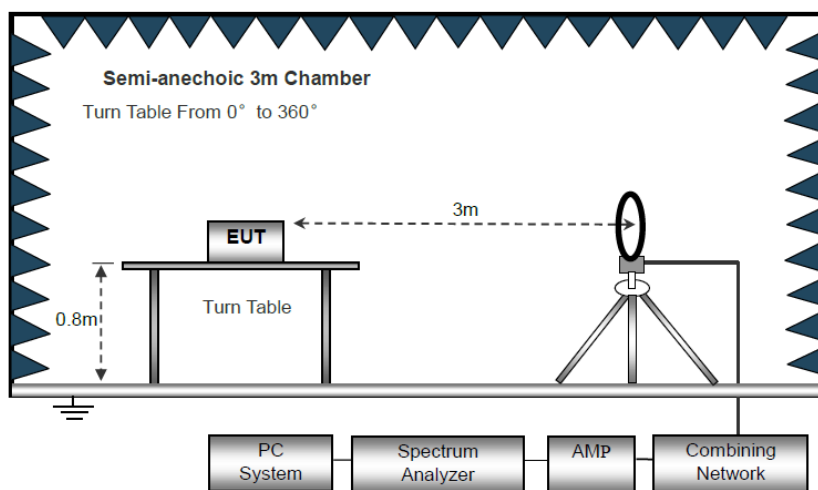 Semi-anechoic 3m Chamber
Turn Table From 0° to 360°
3m
EUT
0.8m
Turn Table
PC
System
Spectrum
Analyzer
AMP
Combining
Network